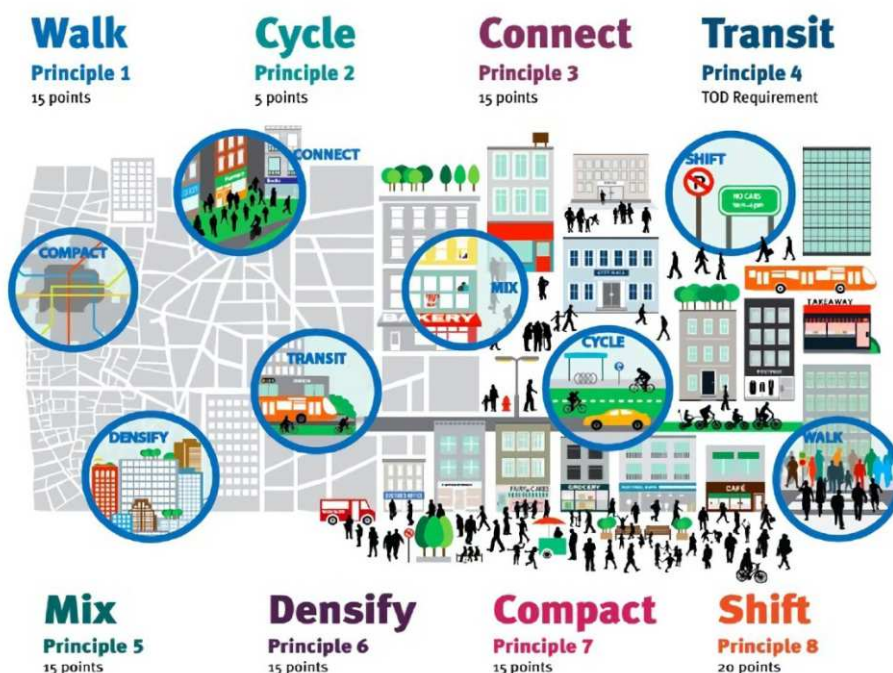 Walk
Principle 1
15 points
Cycle
Principle 2
5 points
Connect
Principle 3
15 points
Transit
Principle 4
TOD Requirement
CONNECT
SHIFT
NO CARS
COMPACT
MIX
BAKERY
CITY HALL
TAKEAWAY
TRANSIT
CYCLE
DENSIFY
WALK
GROCERY
CAFÉ
Mix
Principle 5
15 points
Densify
Principle 6
15 points
Compact
Principle 7
15 points
Shift
Principle 8
20 points